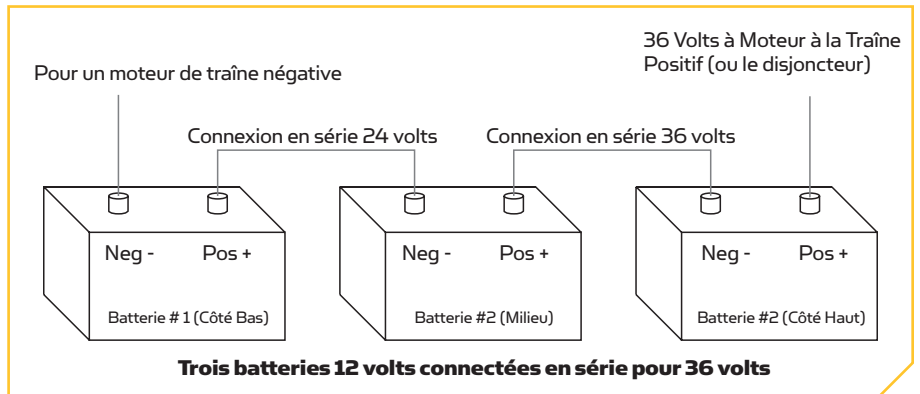 36 Volts à Moteur à la Traîne
Positif (ou le disjoncteur)
Pour un moteur de traîne négative
Connexion en série 24 volts
Connexion en série 36 volts
Neg -
Pos +
Neg -
Pos +
Neg -
Pos +
Batterie # 1 (Côté Bas)
Batterie #2 (Milieu)
Batterie #2 (Côté Haut)
Trois batteries 12 volts connectées en série pour 36 volts